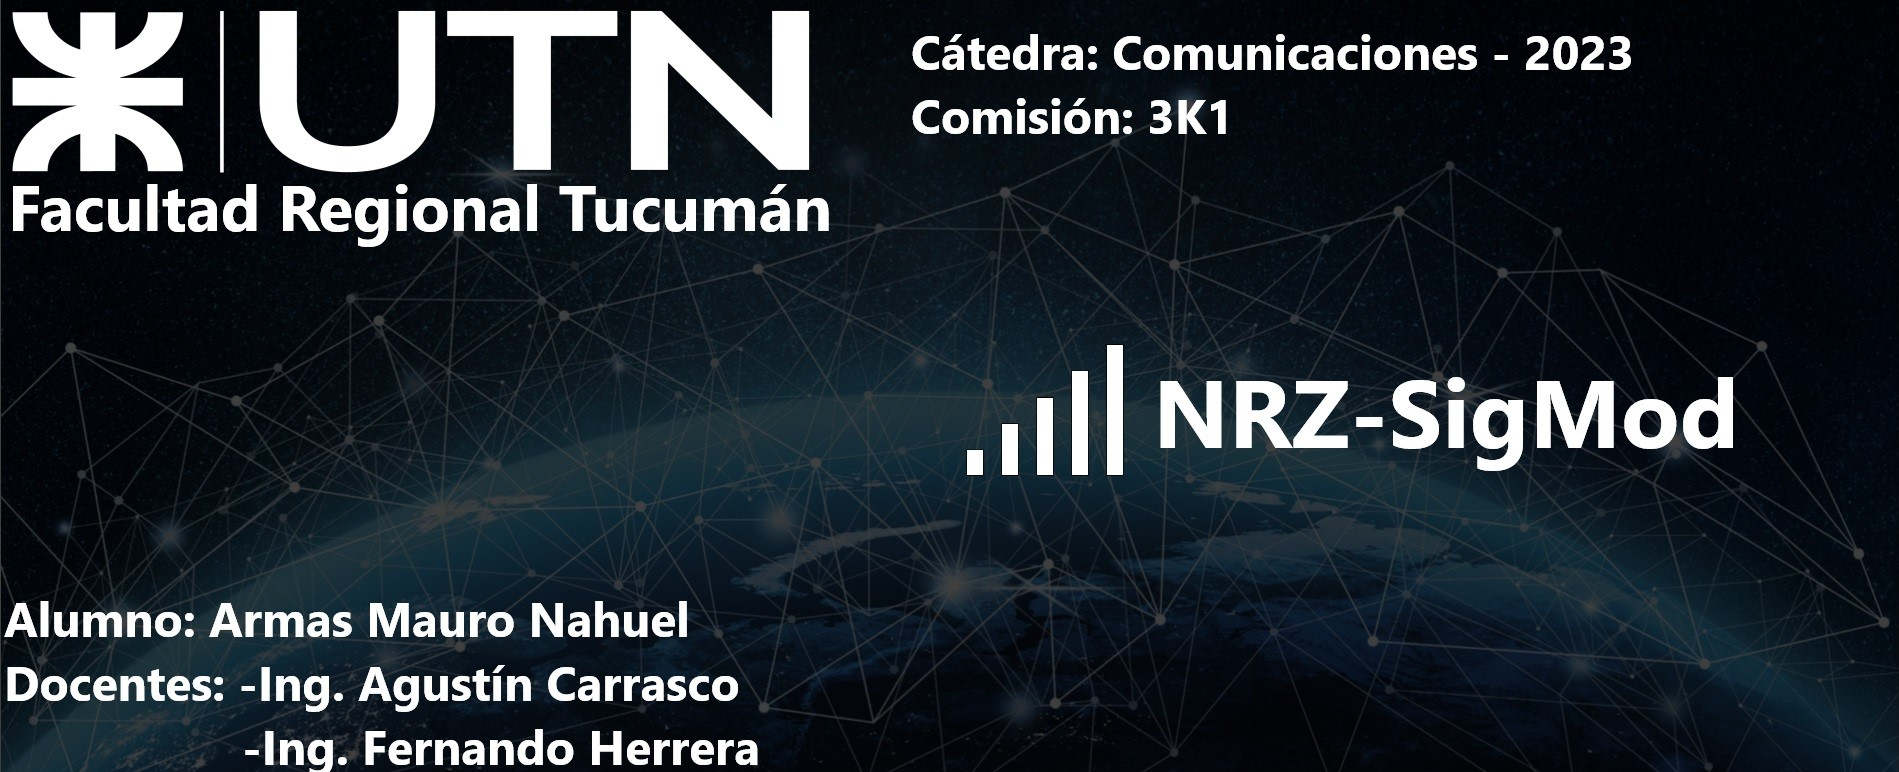 UTN
Facultad Regional Tucumán
Cátedra: Comunicaciones - 2023
Comisión: 3K1
NRZ-SigMod
Alumno: Armas Mauro Nahuel
Docentes: -Ing. Agustín Carrasco
-Ing. Fernando Herrera